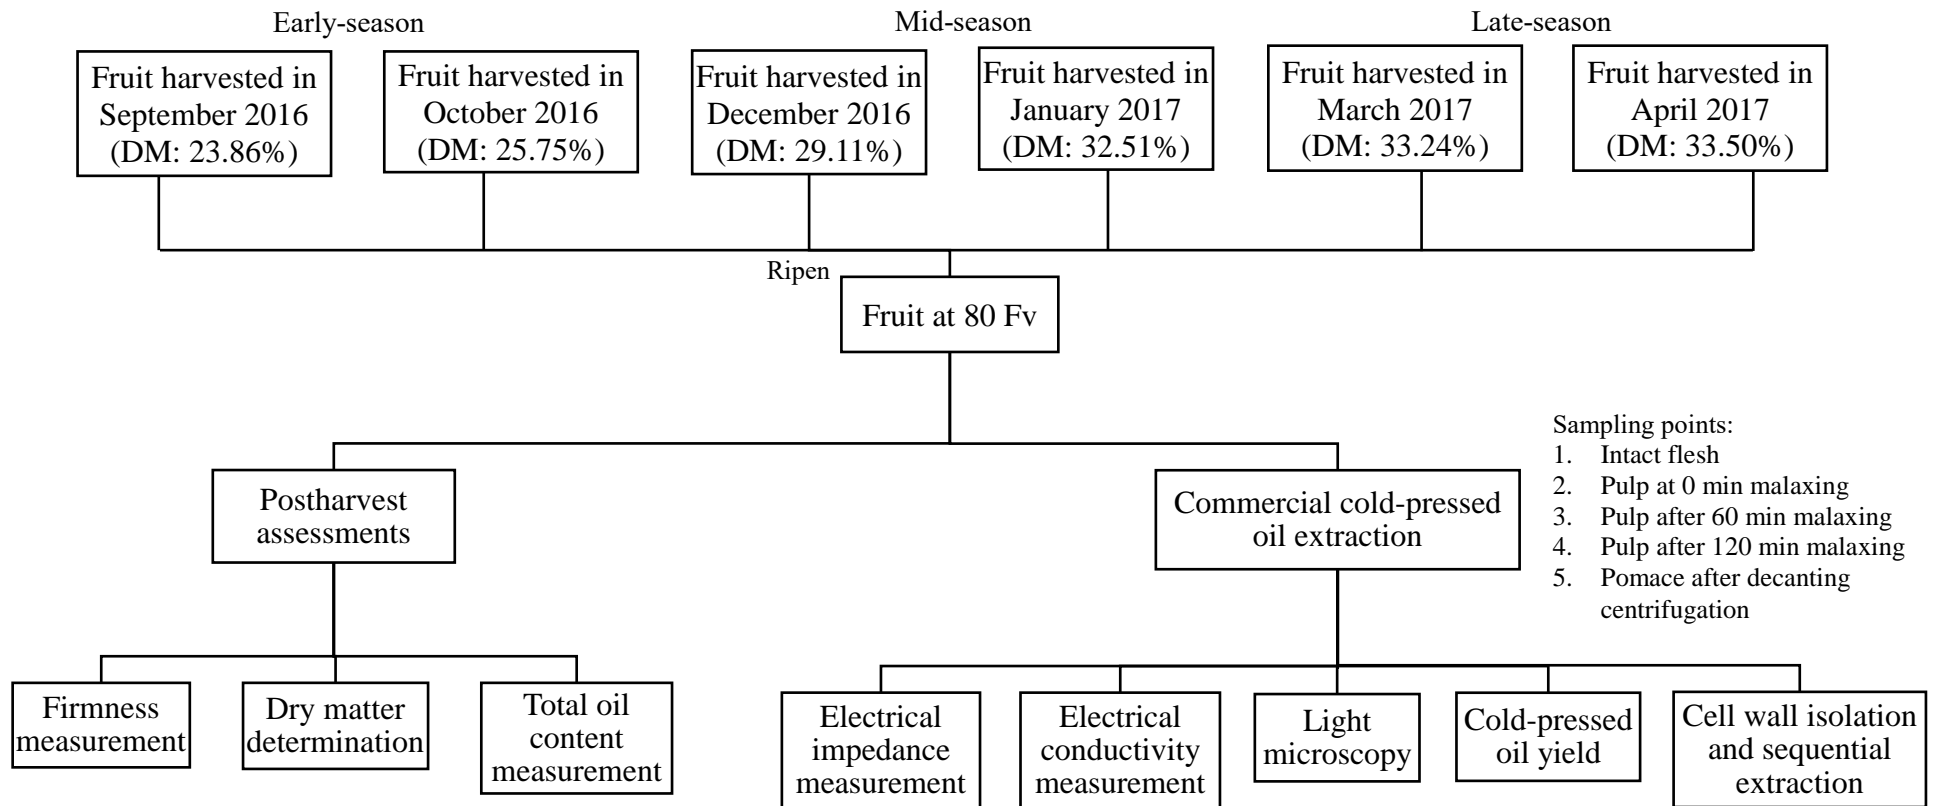 Early-season
Mid-season
Late-season
Fruit harvested in
September 2016
(DM: 23.86%)
Fruit harvested in
October 2016
(DM: 25.75%)
Fruit harvested in
December 2016
(DM: 29.11%)
Fruit harvested in
January 2017
(DM: 32.51%)
Fruit harvested in
March 2017
(DM: 33.24%)
Fruit harvested in
April 2017
(DM: 33.50%)
Ripen
Fruit at 80 Fv
Postharvest
assessments
Commercial cold-pressed
oil extraction
Sampling points:
1. Intact flesh
2. Pulp at 0 min malaxing
3. Pulp after 60 min malaxing
4. Pulp after 120 min malaxing
5. Pomace after decanting
centrifugation
Firmness
measurement
Dry matter
determination
Total oil
content
measurement
Electrical
impedance
measurement
Electrical
conductivity
measurement
Light
microscopy
Cold-pressed
oil yield
Cell wall isolation
and sequential
extraction